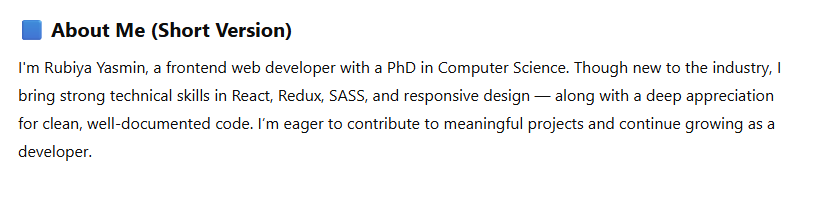 About Me (Short Version)
I'm Rubiya Yasmin, a frontend web developer with a PhD in Computer Science. Though new to the industry, I
bring strong technical skills in React, Redux, SASS, and responsive design — along with a deep appreciation
for clean, well-documented code. I'm eager to contribute to meaningful projects and continue growing as a
developer.